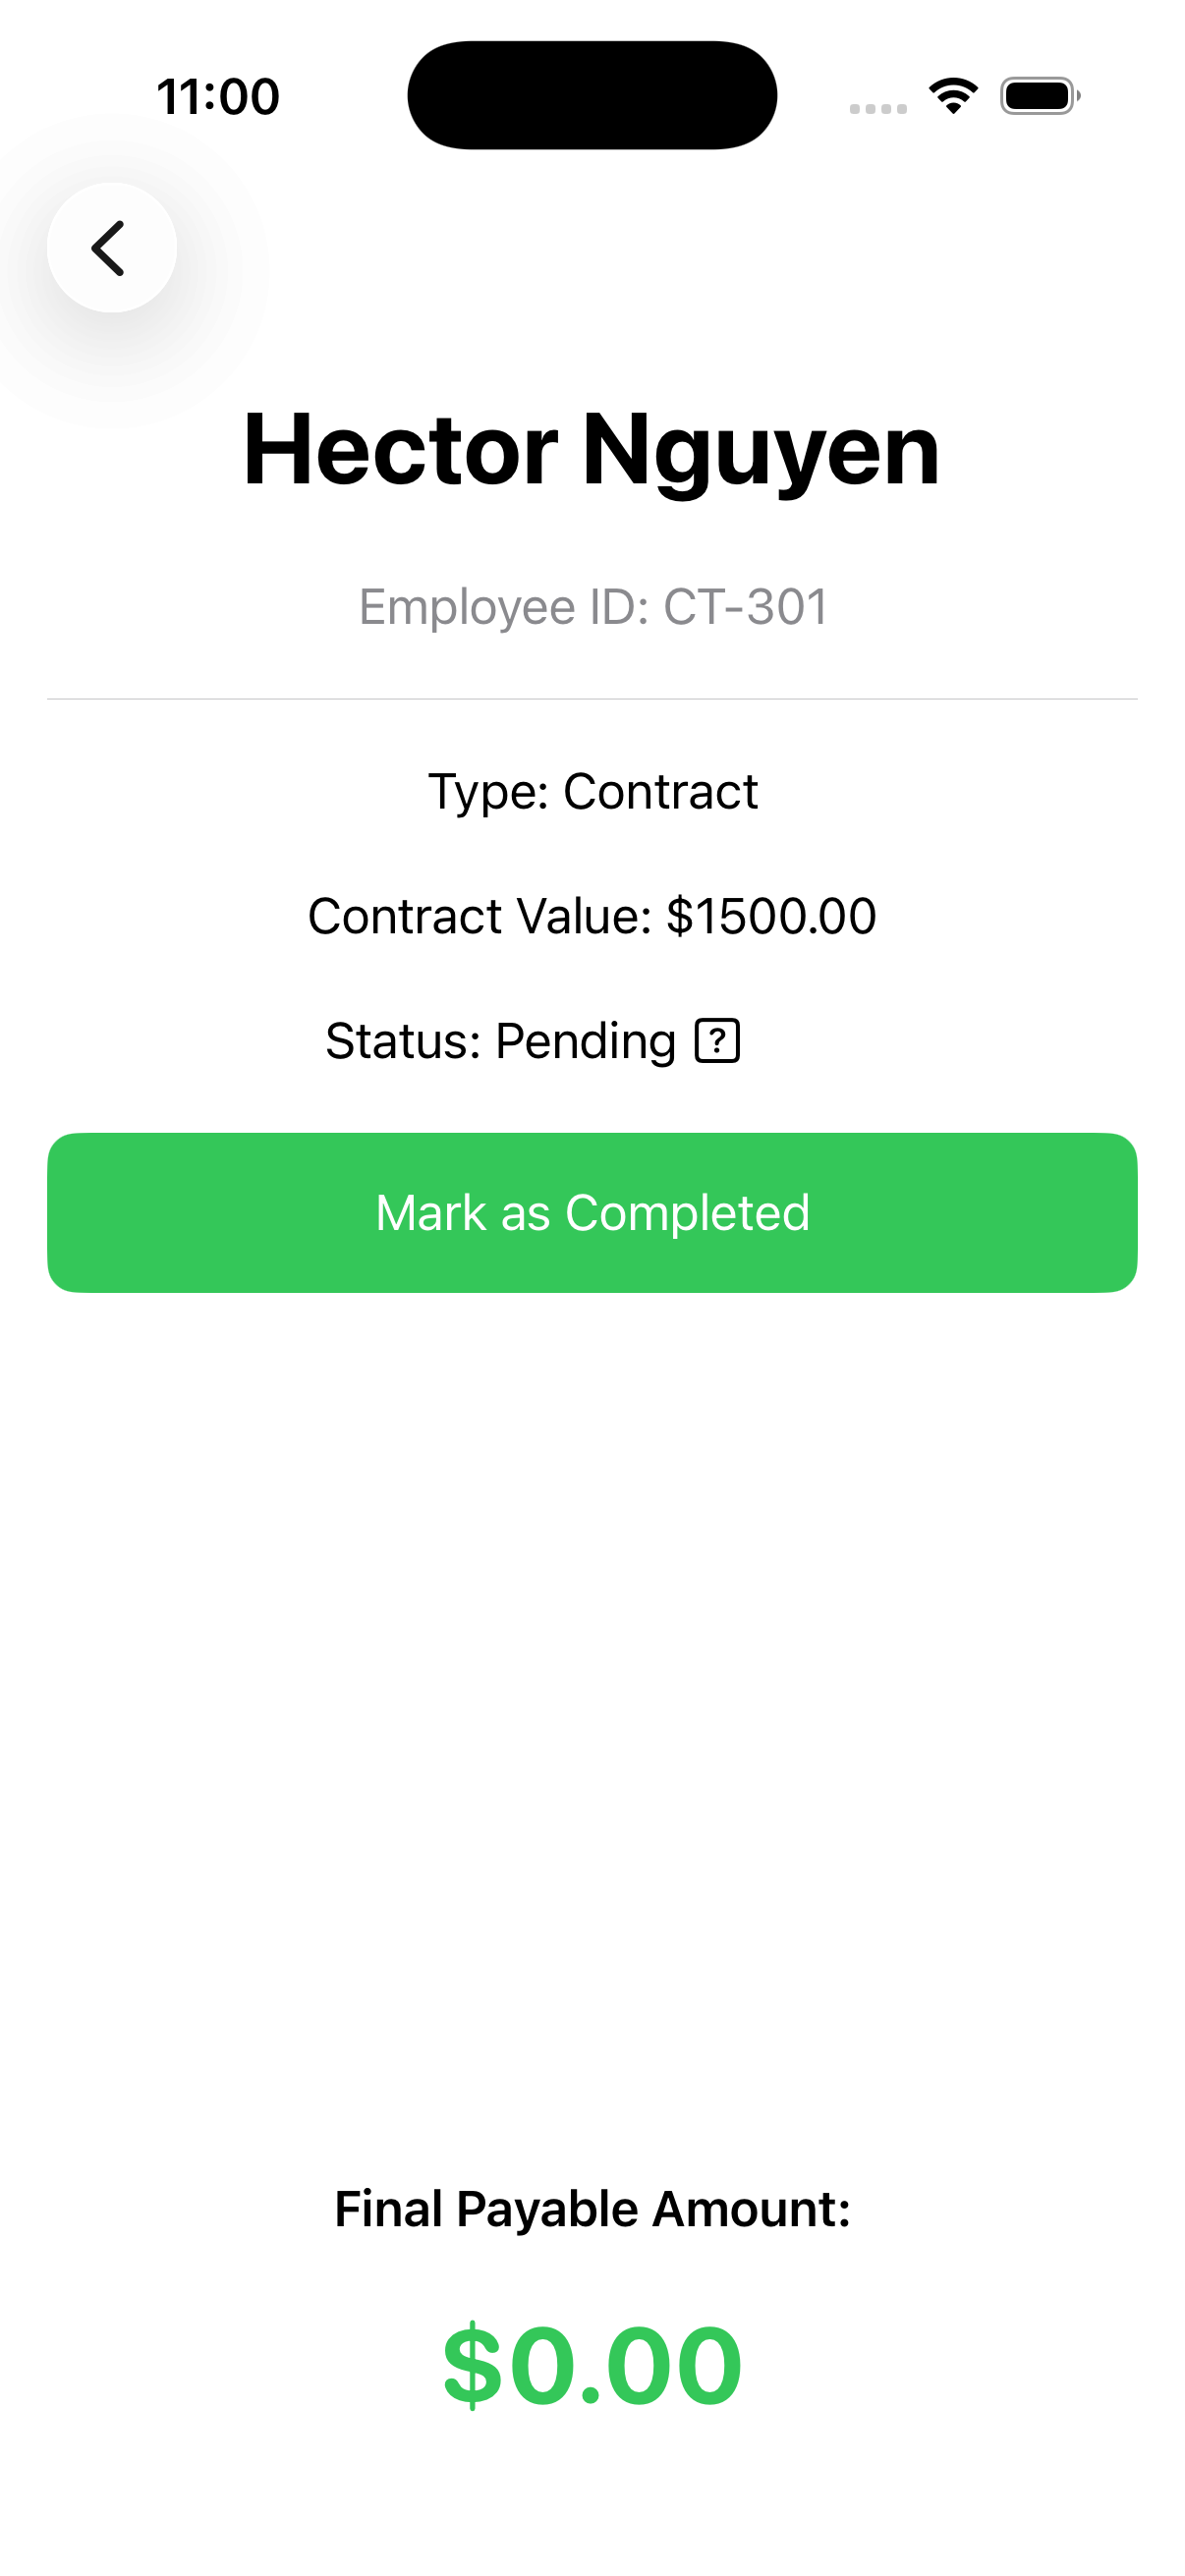 11:00
Hector Nguyen
Employee ID: CT-301
Type: Contract
Contract Value: $1500.00
Status: Pending ?
Mark as Completed
Final Payable Amount:
$0.00